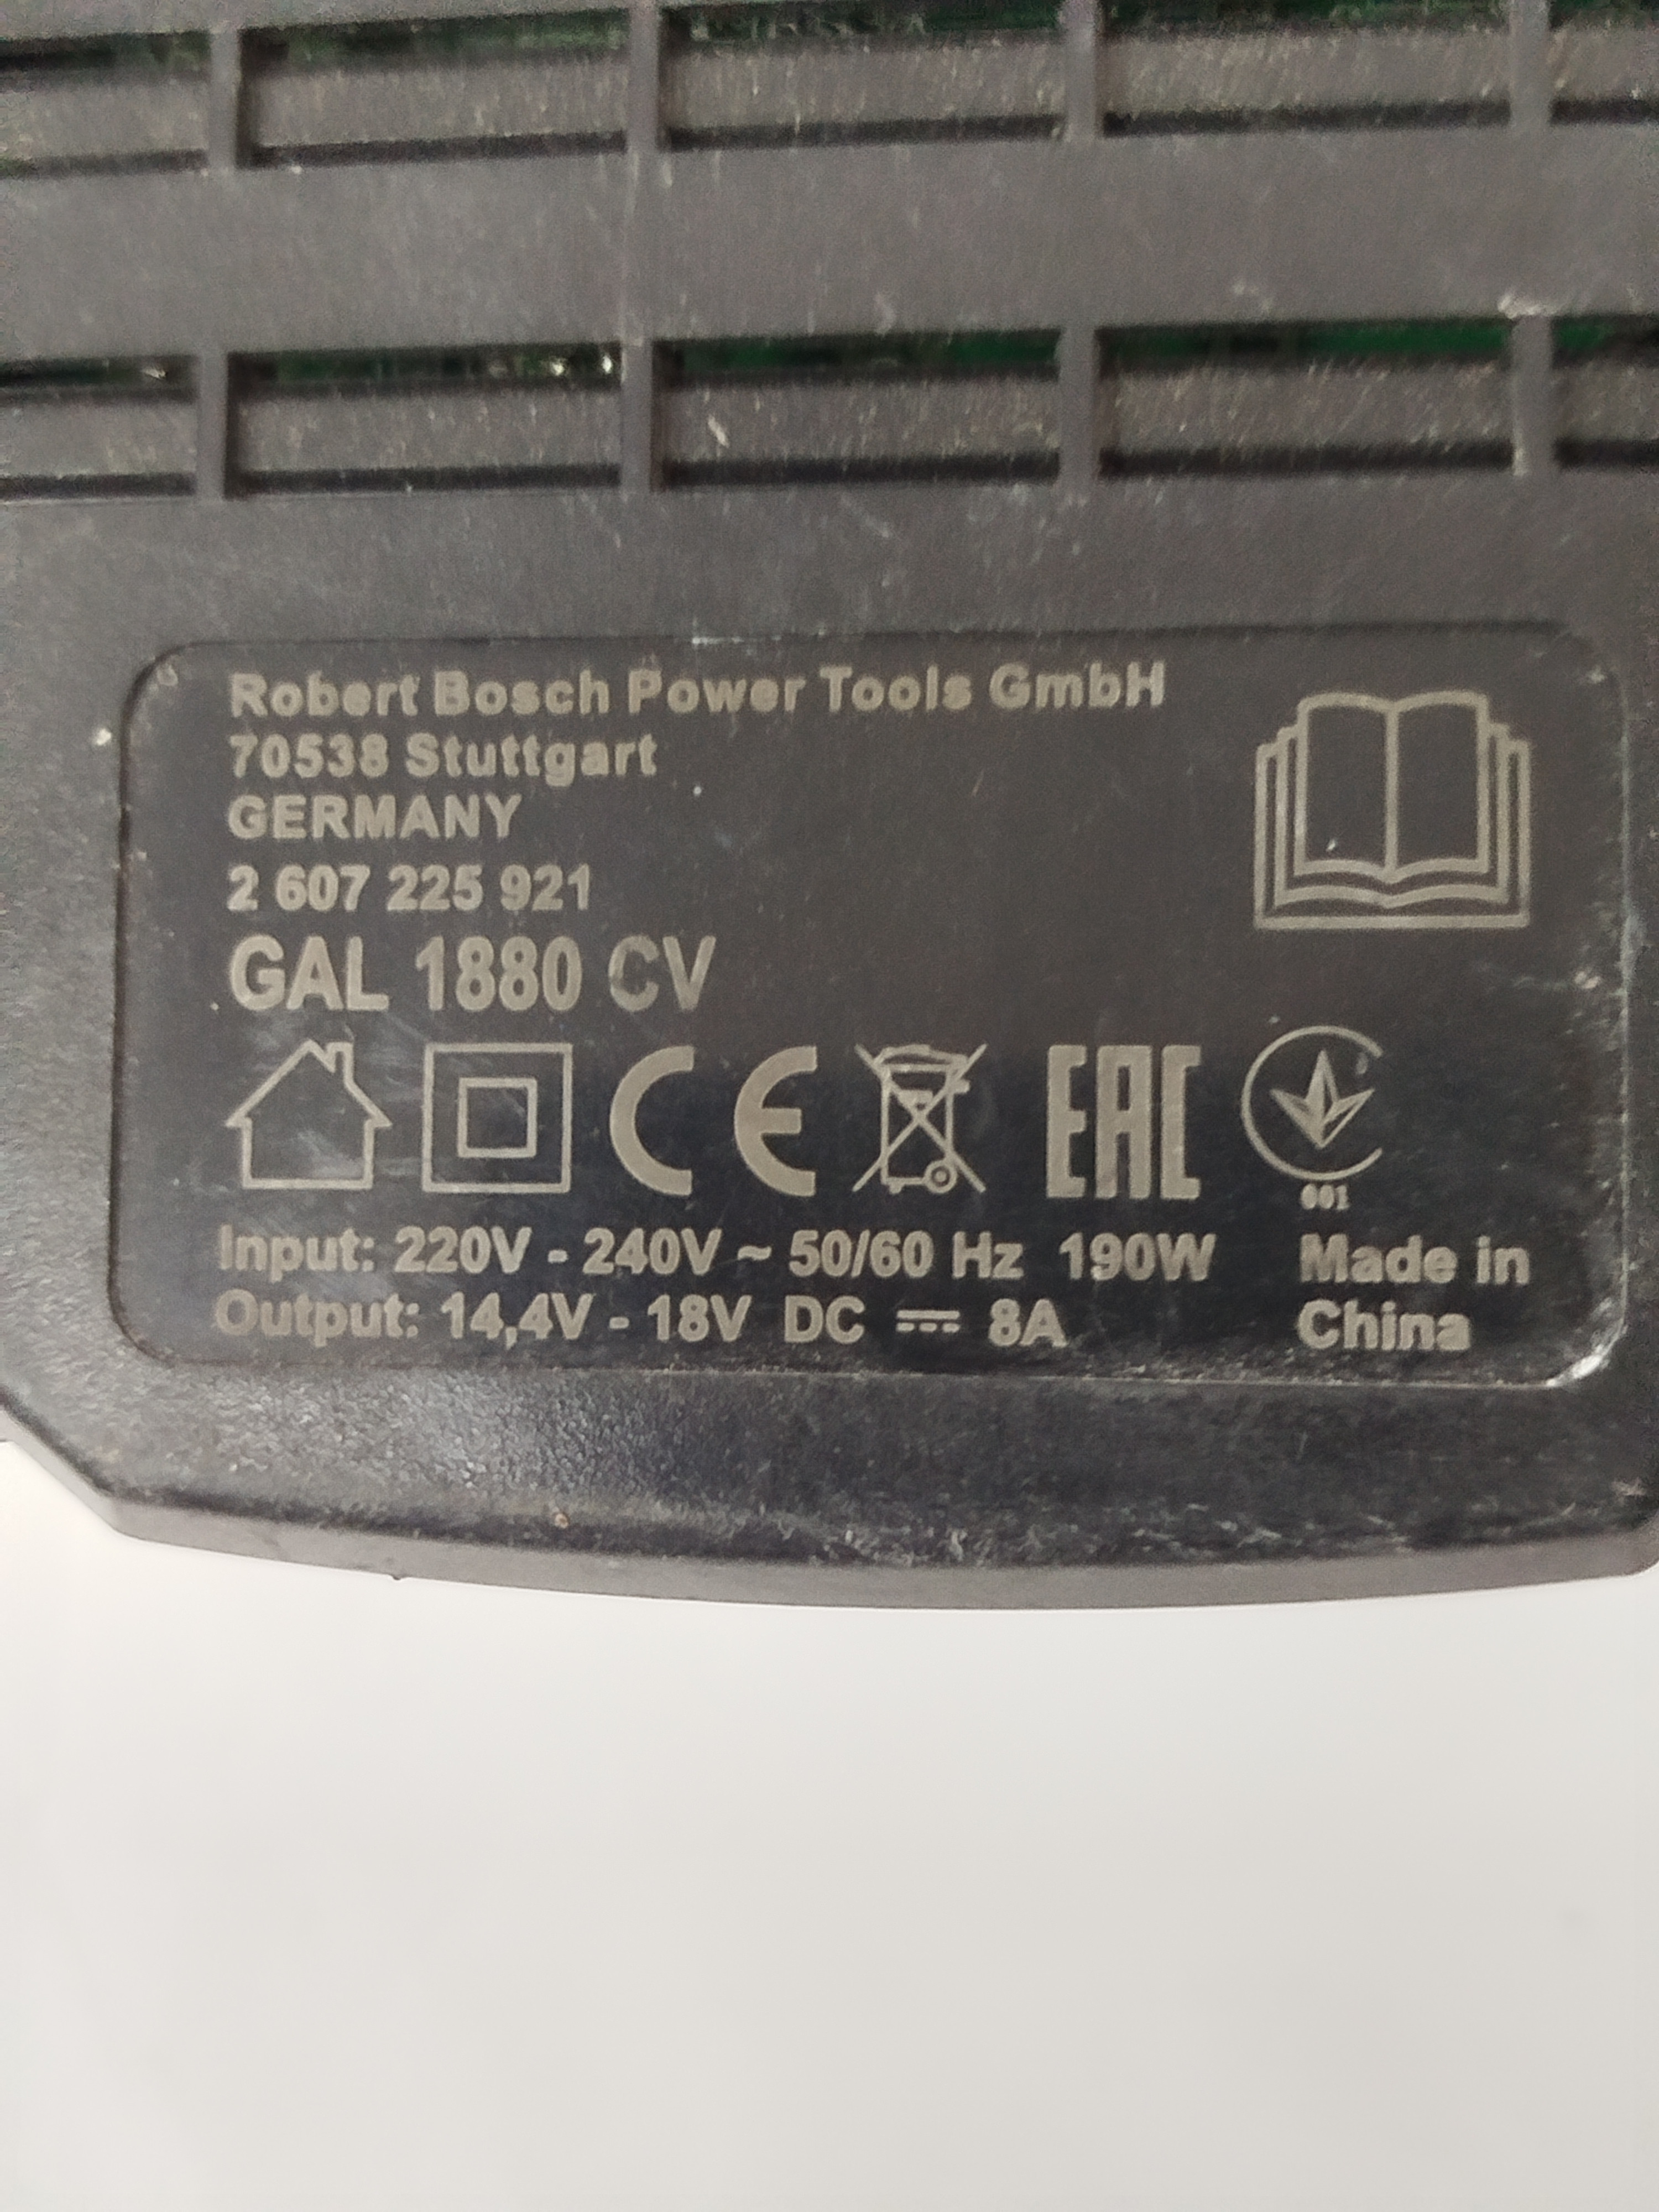 Robert Bosch Power Tools GmbH
70538 Stuttgart
GERMANY
2 607 225 921
GAL 1880 CV
CE EAC
001
Input: 220V - 240V ~ 50/60 Hz 190W
Output: 14,4V - 18V DC ⎓ 8A
Made in
China